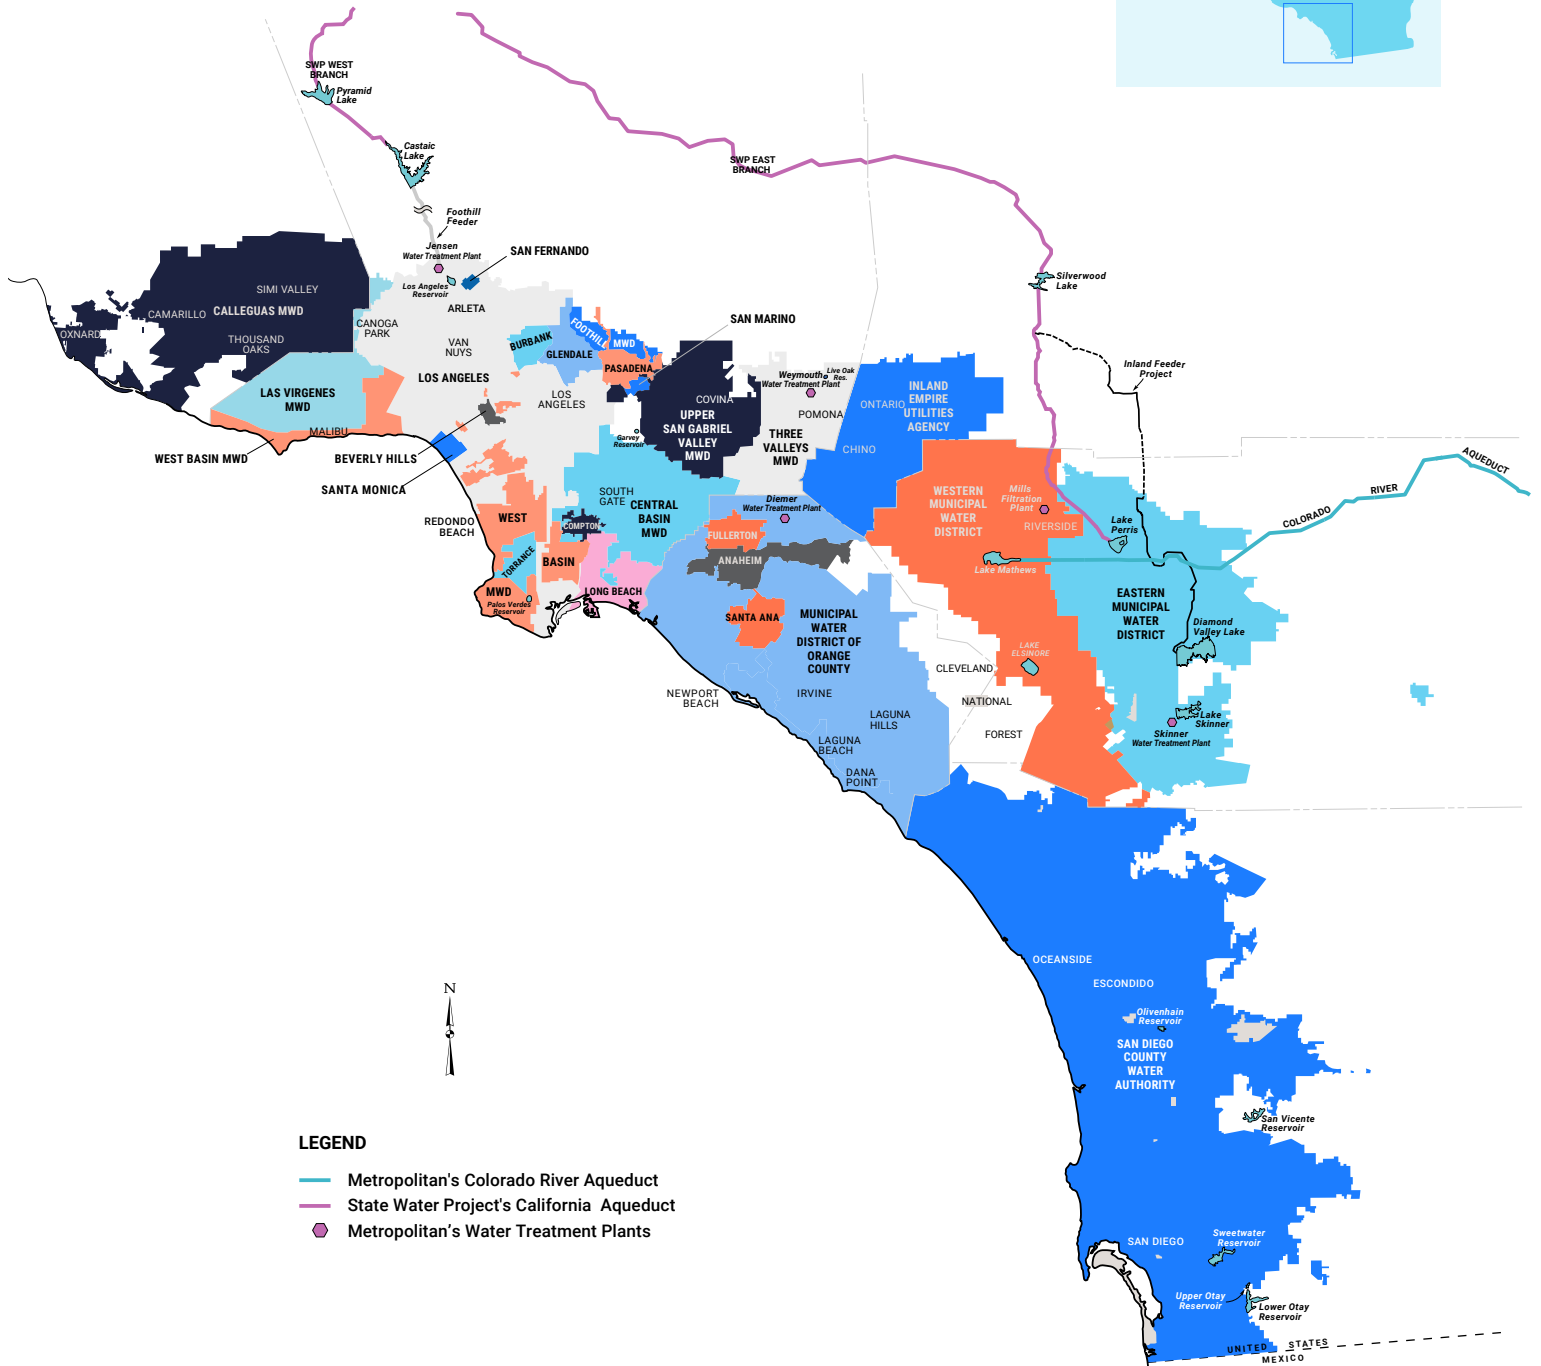 SWP WEST
BRANCH
Pyramid
Lake
Castaic
Lake
SWP EAST
BRANCH
Foothill
Feeder
Jensen
Water Treatment Plant
SAN FERNANDO
Los Angeles
Reservoir
Silverwood
Lake
SIMI VALLEY
CAMARILLO
CALLEGUAS MWD
OXNARD
THOUSAND
OAKS
ARLETA
CANOGA
PARK
VAN
NUYS
BURBANK
GLENDALE
FOOTHILL
MWD
SAN MARINO
PASADENA
LOS ANGELES
LOS
ANGELES
LAS VIRGENES
MWD
MALIBU
WEST BASIN MWD
BEVERLY HILLS
SANTA MONICA
Weymouth
Water Treatment Plant
Live Oak
Res.
Inland Feeder
Project
COVINA
UPPER
SAN GABRIEL
VALLEY
MWD
Garvey
Reservoir
POMONA
THREE
VALLEYS
MWD
ONTARIO
INLAND
EMPIRE
UTILITIES
AGENCY
CHINO
COLORADO
RIVER
AQUEDUCT
REDONDO
BEACH
WEST
BASIN
MWD
TORRANCE
Palos Verdes
Reservoir
COMPTON
SOUTH
GATE
CENTRAL
BASIN
MWD
LONG BEACH
Diemer
Water Treatment Plant
FULLERTON
ANAHEIM
SANTA ANA
MUNICIPAL
WATER
DISTRICT OF
ORANGE
COUNTY
NEWPORT
BEACH
IRVINE
LAGUNA
HILLS
LAGUNA
BEACH
DANA
POINT
WESTERN
MUNICIPAL
WATER
DISTRICT
Mills
Filtration
Plant
RIVERSIDE
Lake
Perris
Lake Mathews
EASTERN
MUNICIPAL
WATER
DISTRICT
Diamond
Valley Lake
LAKE
ELSINORE
CLEVELAND
NATIONAL
FOREST
Lake
Skinner
Skinner
Water Treatment Plant
OCEANSIDE
ESCONDIDO
Olivenhain
Reservoir
SAN DIEGO
COUNTY
WATER
AUTHORITY
San Vicente
Reservoir
SAN DIEGO
Sweetwater
Reservoir
Upper Otay
Reservoir
Lower Otay
Reservoir
UNITED STATES
MEXICO
N
LEGEND
Metropolitan's Colorado River Aqueduct
State Water Project's California Aqueduct
Metropolitan's Water Treatment Plants